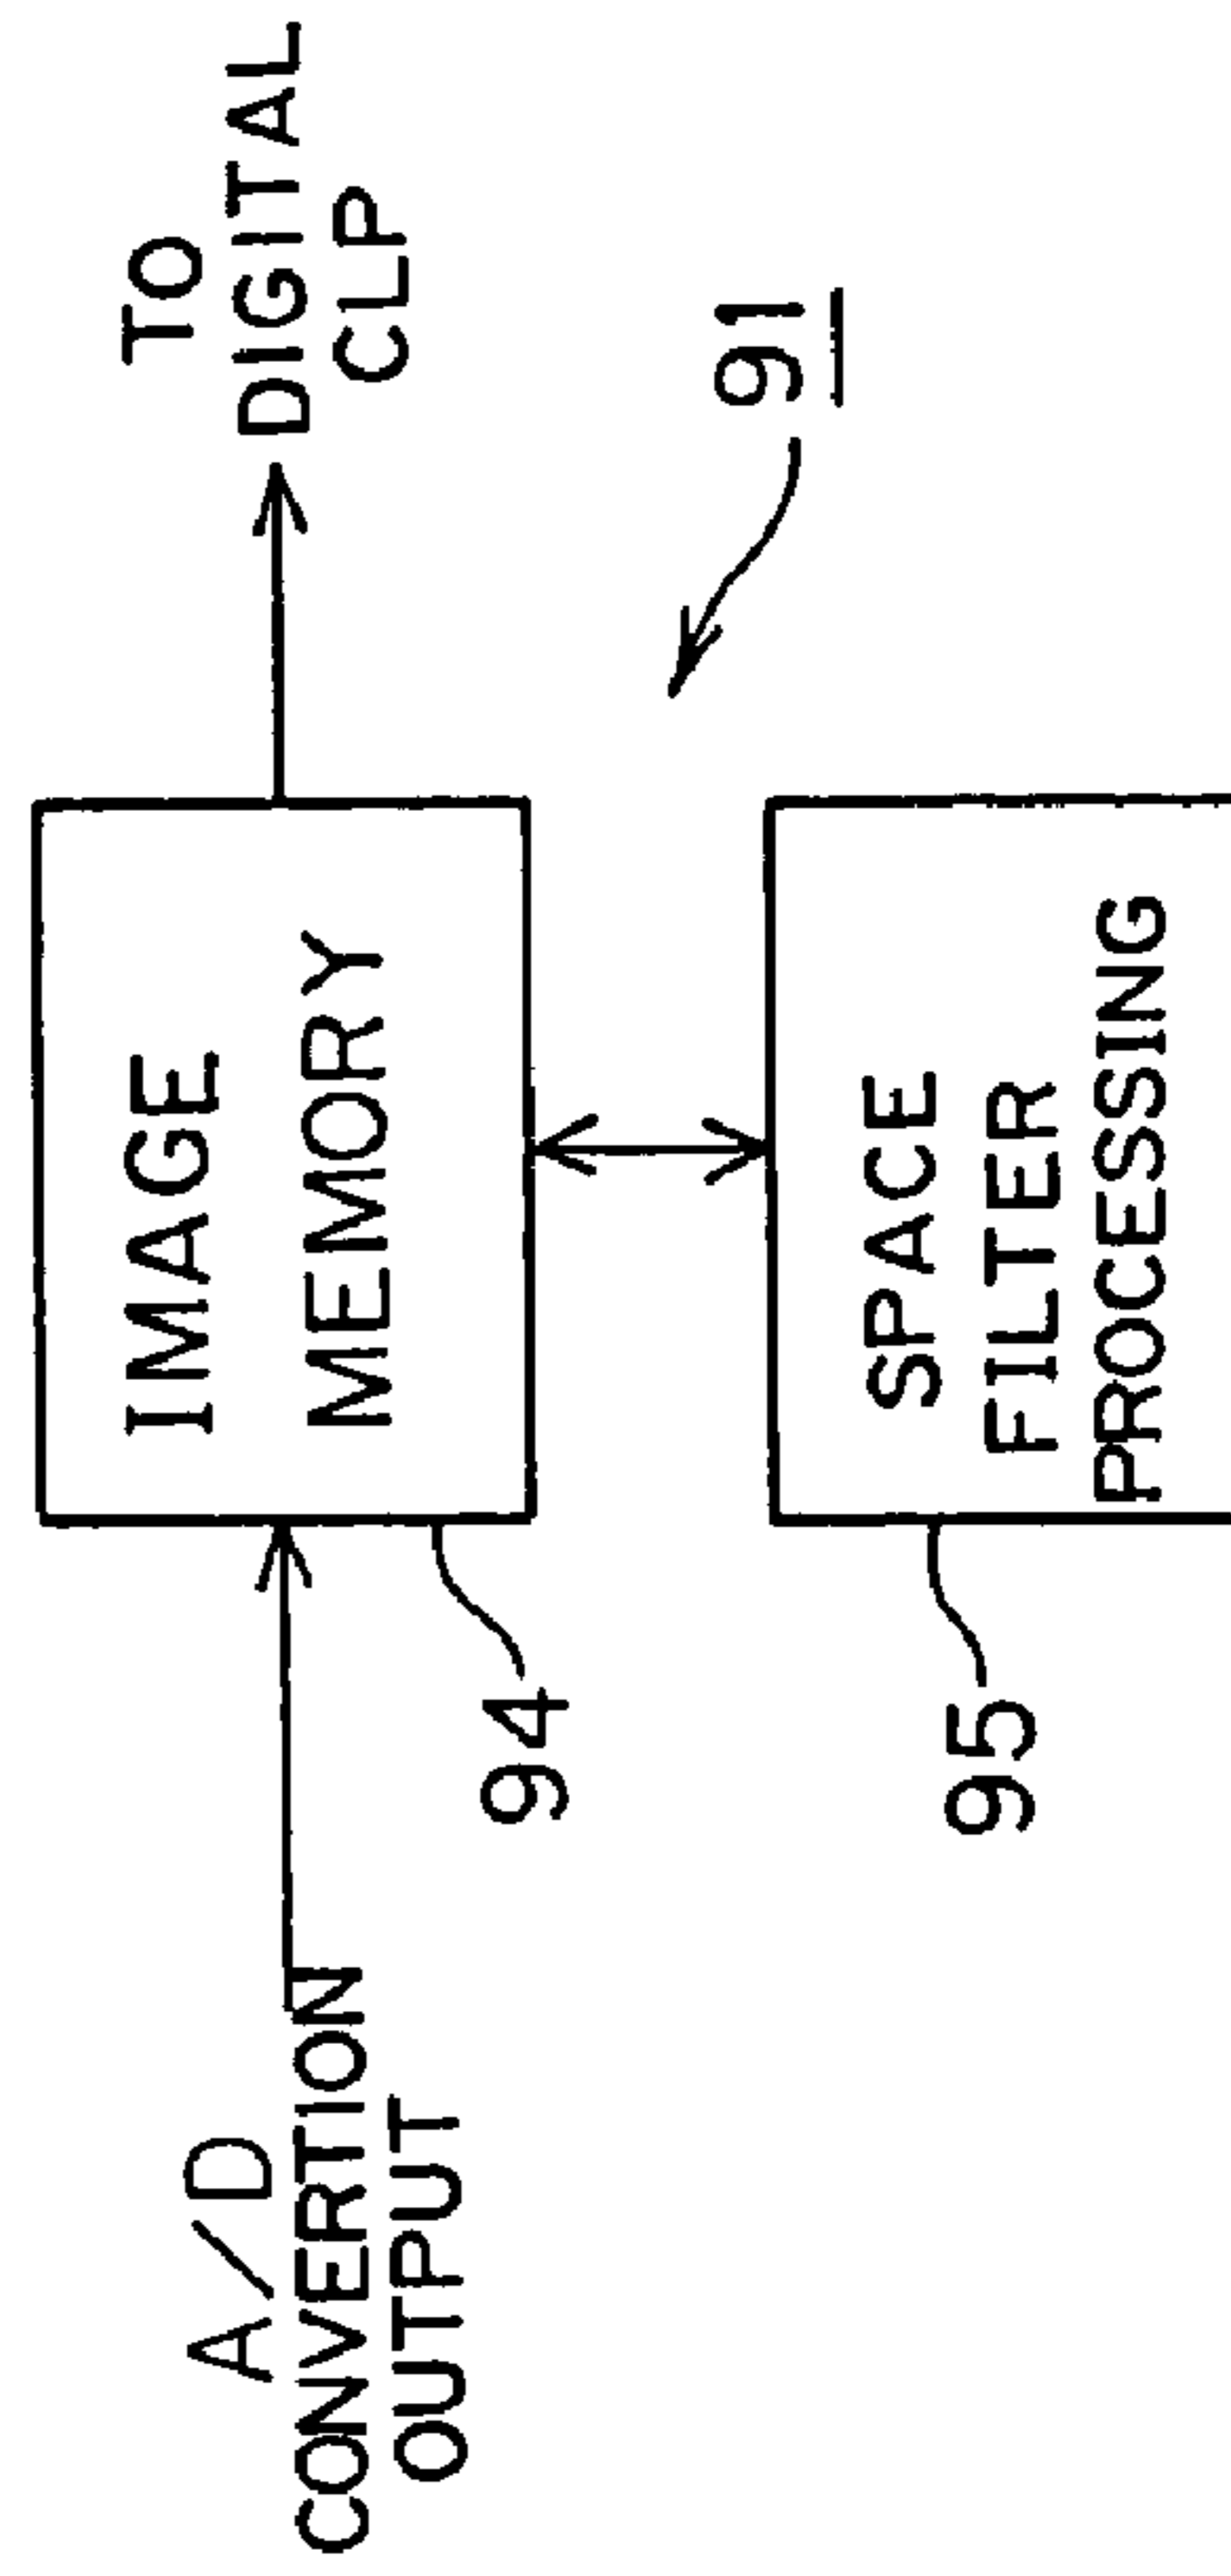 A/D
CONVERTION
OUTPUT
94
IMAGE
MEMORY
TO
DIGITAL
CLP
91
95
SPACE
FILTER
PROCESSING